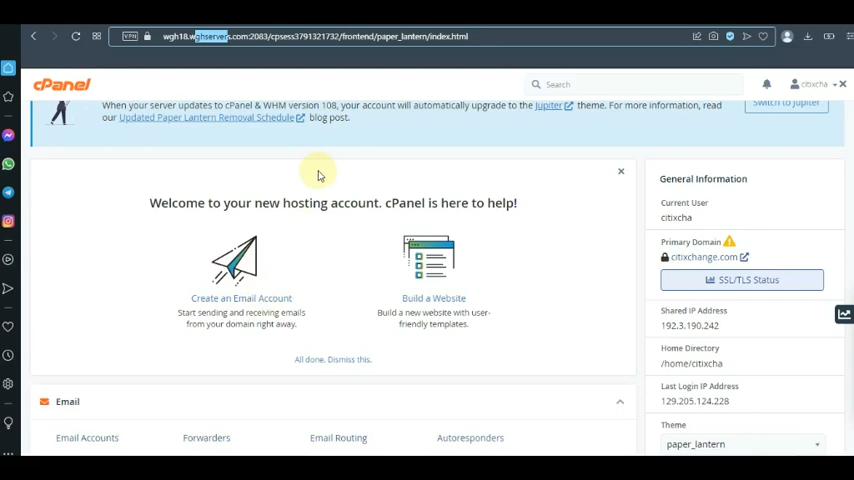 VPN wgh18.wghservers.com:2083/cpsess3791321732/frontend/paper_lantern/index.html
cPanel Search citixcha
When your server updates to cPanel & WHM version 108, your account will automatically upgrade to the Jupiter theme. For more information, read
our Updated Paper Lantern Removal Schedule blog post.
Switch to Jupiter
Welcome to your new hosting account. cPanel is here to help!
Create an Email Account
Start sending and receiving emails
from your domain right away.
Build a Website
Build a new website with user-
friendly templates.
All done. Dismiss this.
Email
Email Accounts Forwarders Email Routing Autoresponders
General Information
Current User
citixcha
Primary Domain
citixchange.com
SSL/TLS Status
Shared IP Address
192.3.190.242
Home Directory
/home/citixcha
Last Login IP Address
129.205.124.228
Theme
paper_lantern